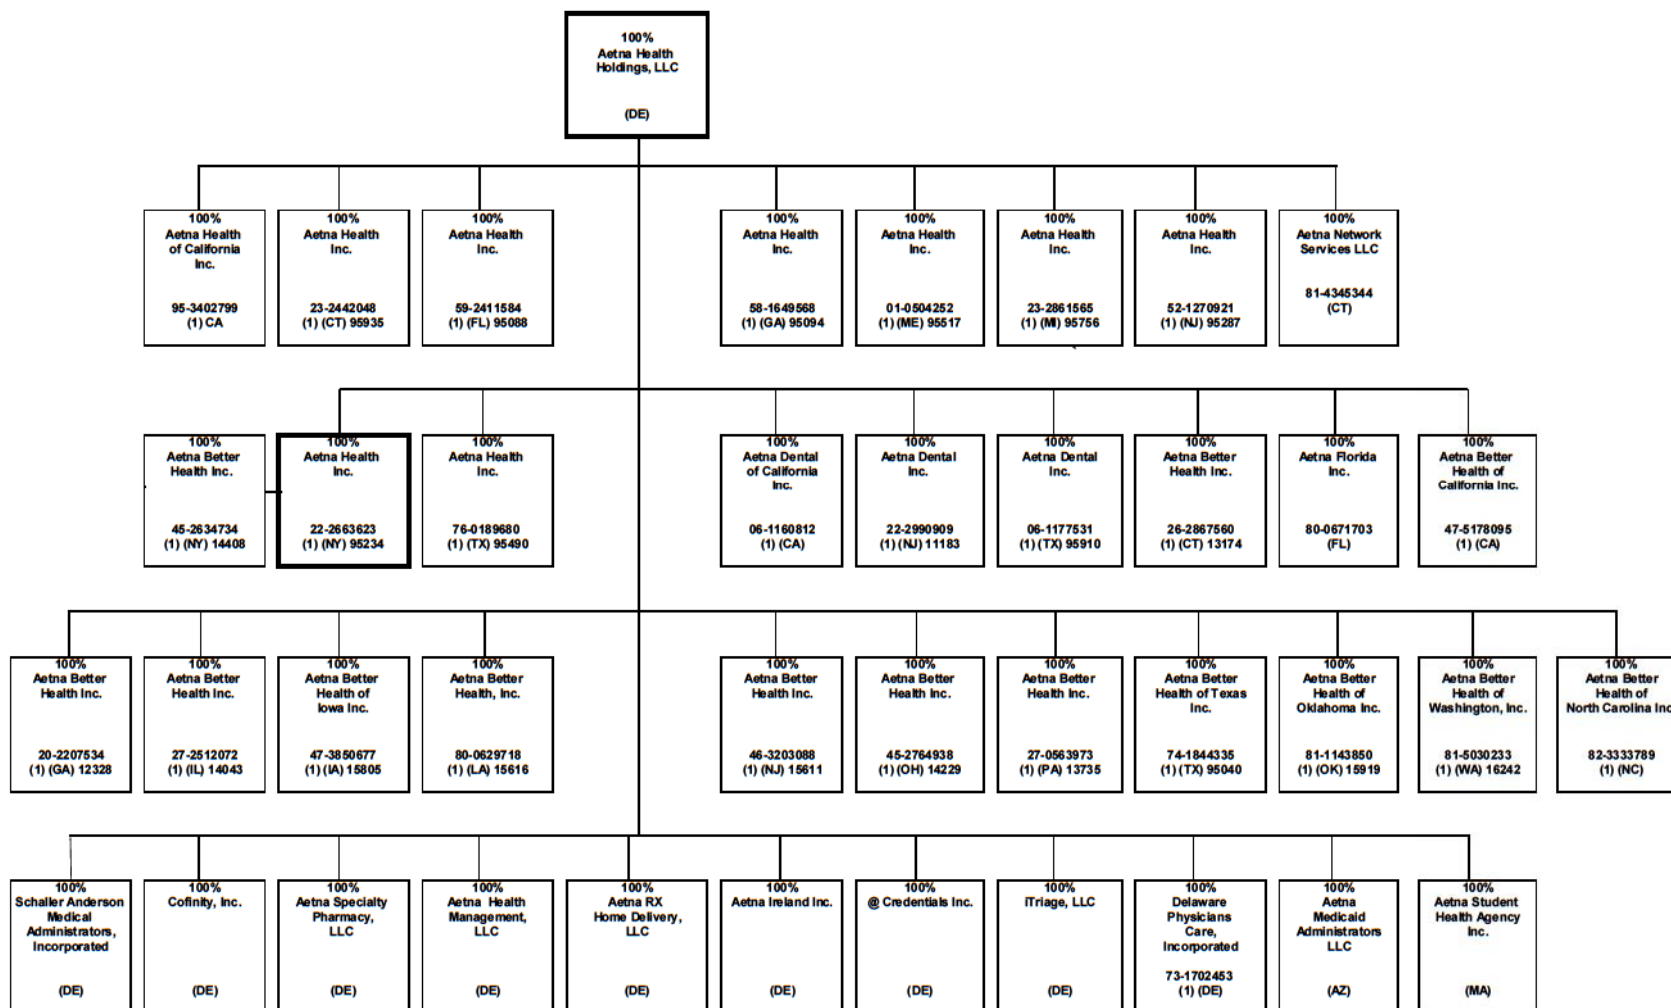 100%
Aetna Health
Holdings, LLC
(DE)
100%
Aetna Health
of California
Inc.
95-3402799
(1) CA
100%
Aetna Health
Inc.
23-2442048
(1) (CT) 95935
100%
Aetna Health
Inc.
59-2411584
(1) (FL) 95088
100%
Aetna Health
Inc.
58-1649568
(1) (GA) 95094
100%
Aetna Health
Inc.
01-0504252
(1) (ME) 95517
100%
Aetna Health
Inc.
23-2861565
(1) (MI) 95756
100%
Aetna Health
Inc.
52-1270921
(1) (NJ) 95287
100%
Aetna Network
Services LLC
81-4345344
(CT)
100%
Aetna Better
Health Inc.
45-2634734
(1) (NY) 14408
100%
Aetna Health
Inc.
22-2663623
(1) (NY) 95234
100%
Aetna Health
Inc.
76-0189680
(1) (TX) 95490
100%
Aetna Dental
of California
Inc.
06-1160812
(1) (CA)
100%
Aetna Dental
Inc.
22-2990909
(1) (NJ) 11183
100%
Aetna Dental
Inc.
06-1177531
(1) (TX) 95910
100%
Aetna Better
Health Inc.
26-2867560
(1) (CT) 13174
100%
Aetna Florida
Inc.
80-0671703
(FL)
100%
Aetna Better
Health of
California Inc.
47-5178095
(1) (CA)
100%
Aetna Better
Health Inc.
20-2207534
(1) (GA) 12328
100%
Aetna Better
Health Inc.
27-2512072
(1) (IL) 14043
100%
Aetna Better
Health of
Iowa Inc.
47-3850677
(1) (IA) 15805
100%
Aetna Better
Health, Inc.
80-0629718
(1) (LA) 15616
100%
Aetna Better
Health Inc.
46-3203088
(1) (NJ) 15611
100%
Aetna Better
Health Inc.
45-2764938
(1) (OH) 14229
100%
Aetna Better
Health Inc.
27-0563973
(1) (PA) 13735
100%
Aetna Better
Health of Texas
Inc.
74-1844335
(1) (TX) 95040
100%
Aetna Better
Health of
Oklahoma Inc.
81-1143850
(1) (OK) 15919
100%
Aetna Better
Health of
Washington, Inc.
81-5030233
(1) (WA) 16242
100%
Aetna Better
Health of
North Carolina Inc
82-3333789
(1) (NC)
100%
Schaller Anderson
Medical
Administrators,
Incorporated
(DE)
100%
Cofinity, Inc.
(DE)
100%
Aetna Specialty
Pharmacy,
LLC
(DE)
100%
Aetna Health
Management,
LLC
(DE)
100%
Aetna RX
Home Delivery,
LLC
(DE)
100%
Aetna Ireland Inc.
(DE)
100%
@ Credentials Inc.
(DE)
100%
iTriage, LLC
(DE)
100%
Delaware
Physicians
Care,
Incorporated
73-1702453
(1) (DE)
100%
Aetna
Medicaid
Administrators
LLC
(AZ)
100%
Aetna Student
Health Agency
Inc.
(MA)